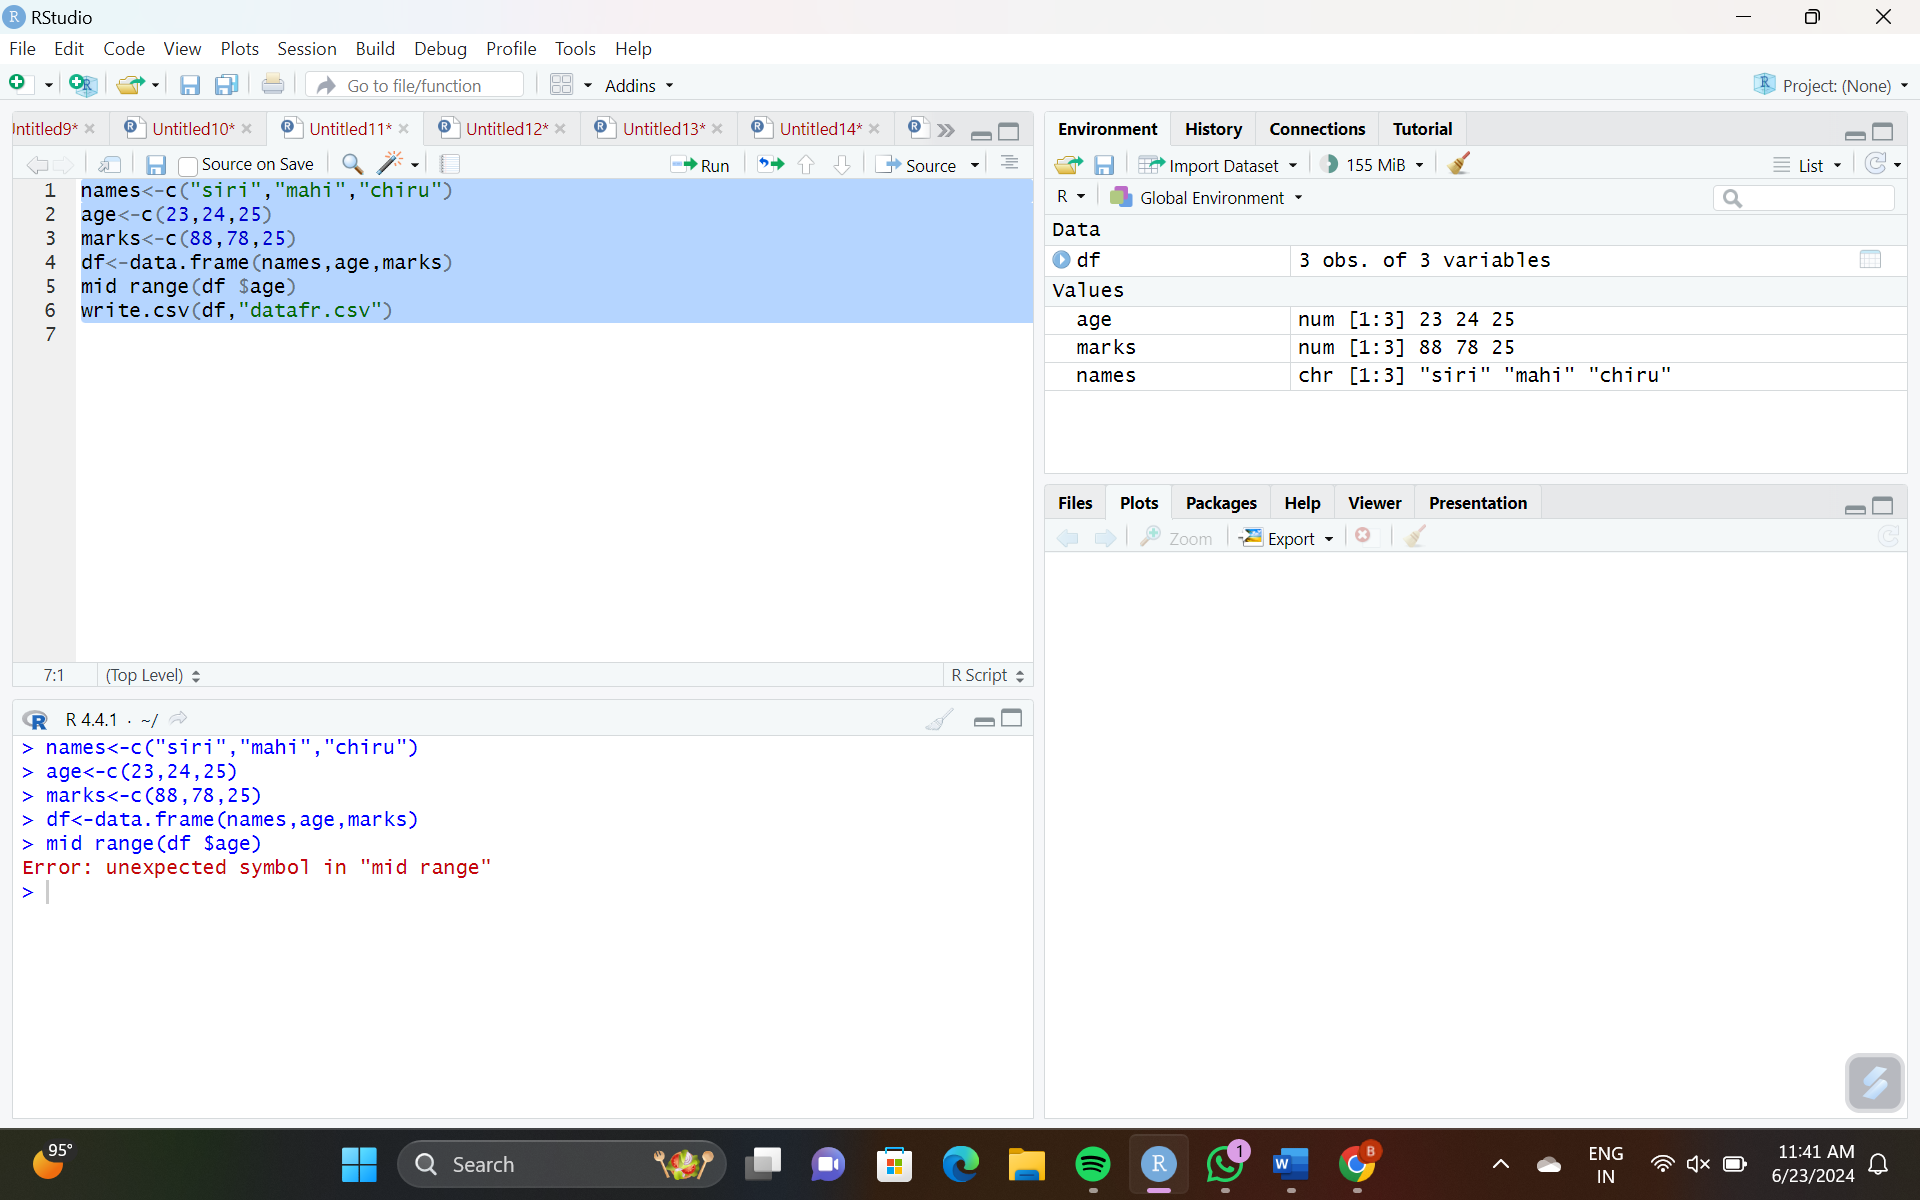 RStudio
File Edit Code View Plots Session Build Debug Profile Tools Help
Go to file/function Addins Project: (None)
Untitled10* Untitled11* Untitled12* Untitled13* Untitled14*
Source on Save Run Source
1 names<-c("siri","mahi","chiru")
2 age<-c(23,24,25)
3 marks<-c(88,78,25)
4 df<-data.frame(names,age,marks)
5 mid range(df $age)
6 write.csv(df,"datafr.csv")
7
7:1 (Top Level) R Script
R 4.4.1 · ~/
> names<-c("siri","mahi","chiru")
> age<-c(23,24,25)
> marks<-c(88,78,25)
> df<-data.frame(names,age,marks)
> mid range(df $age)
Error: unexpected symbol in "mid range"
>
Environment History Connections Tutorial
Import Dataset 155 MiB List
R Global Environment
Data
df 3 obs. of 3 variables
Values
age num [1:3] 23 24 25
marks num [1:3] 88 78 25
names chr [1:3] "siri" "mahi" "chiru"
Files Plots Packages Help Viewer Presentation
Zoom Export
95° Search 1 B ENG 11:41 AM
IN 6/23/2024